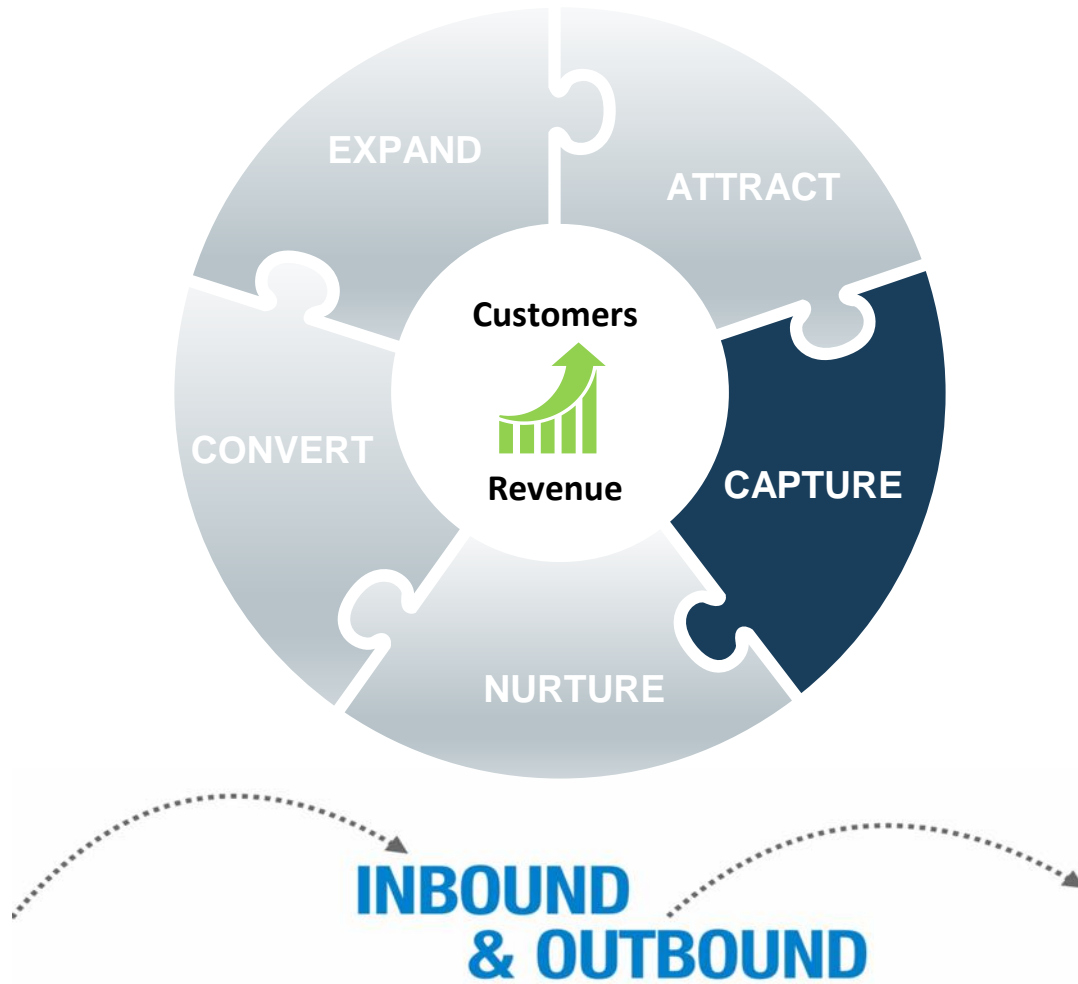 EXPAND
ATTRACT
Customers
CONVERT
CAPTURE
Revenue
NURTURE
INBOUND
& OUTBOUND